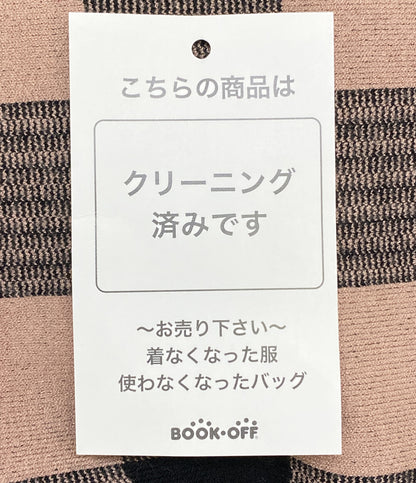 こちらの商品は
クリーニング
済みです
〜お売り下さい〜
着なくなった服
使わなくなったバッグ
BOOK·OFF